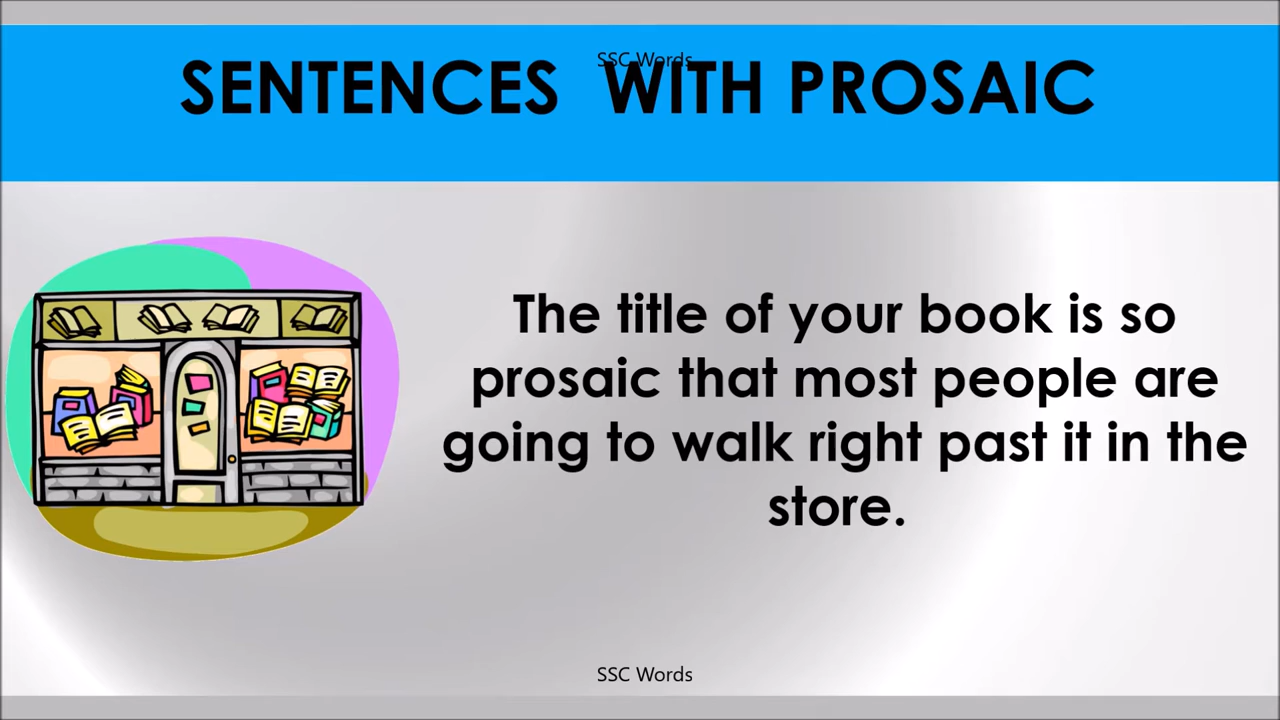 SSC Words
SENTENCES WITH PROSAIC
The title of your book is so
prosaic that most people are
going to walk right past it in the
store.
SSC Words